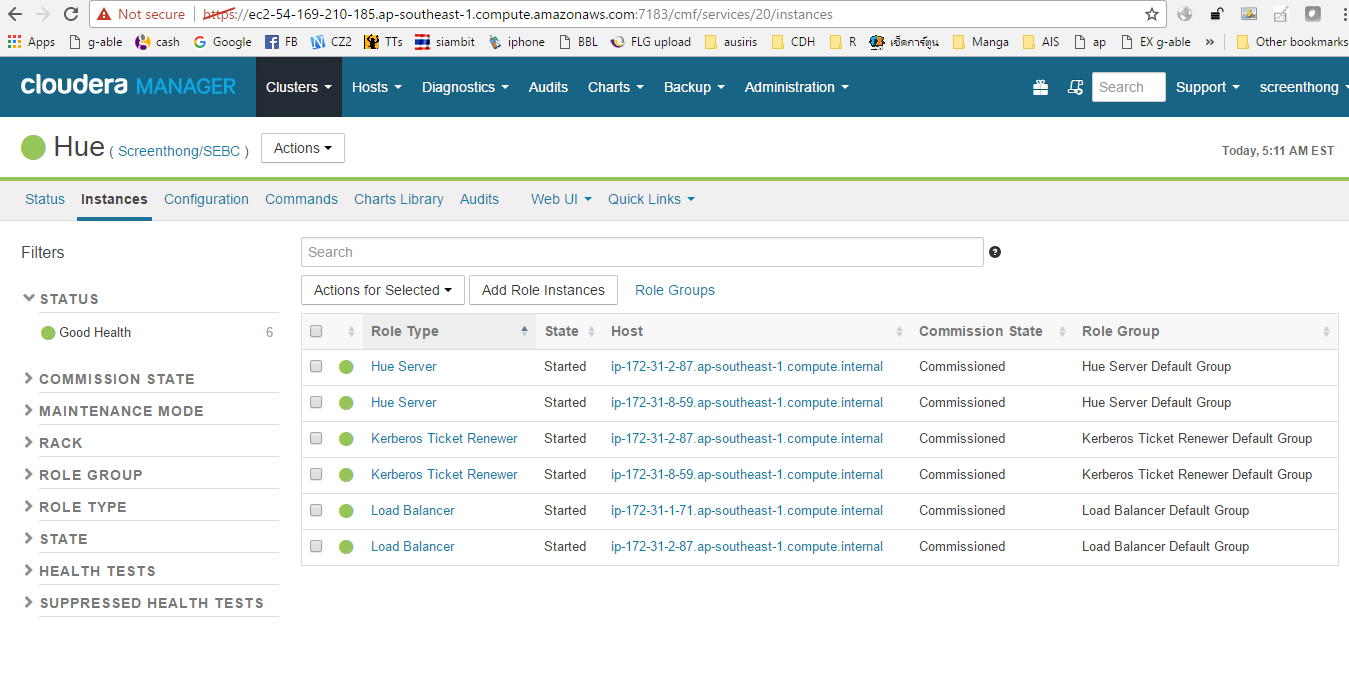 Not secure https://ec2-54-169-210-185.ap-southeast-1.compute.amazonaws.com:7183/cmf/services/20/instances
Apps g-able cash Google FB CZ2 TTs siambit iphone BBL FLG upload ausiris CDH R เช็ดการ์ตูน Manga AIS ap EX g-able » Other bookmarks
cloudera MANAGER Clusters Hosts Diagnostics Audits Charts Backup Administration Search Support screenthong
Hue ( Screenthong/SEBC ) Actions Today, 5:11 AM EST
Status Instances Configuration Commands Charts Library Audits Web UI Quick Links
Filters
Search ?
STATUS
Good Health 6
COMMISSION STATE
MAINTENANCE MODE
RACK
ROLE GROUP
ROLE TYPE
STATE
HEALTH TESTS
SUPPRESSED HEALTH TESTS
Actions for Selected Add Role Instances Role Groups
Role Type State Host Commission State Role Group
Hue Server Started ip-172-31-2-87.ap-southeast-1.compute.internal Commissioned Hue Server Default Group
Hue Server Started ip-172-31-8-59.ap-southeast-1.compute.internal Commissioned Hue Server Default Group
Kerberos Ticket Renewer Started ip-172-31-2-87.ap-southeast-1.compute.internal Commissioned Kerberos Ticket Renewer Default Group
Kerberos Ticket Renewer Started ip-172-31-8-59.ap-southeast-1.compute.internal Commissioned Kerberos Ticket Renewer Default Group
Load Balancer Started ip-172-31-1-71.ap-southeast-1.compute.internal Commissioned Load Balancer Default Group
Load Balancer Started ip-172-31-2-87.ap-southeast-1.compute.internal Commissioned Load Balancer Default Group